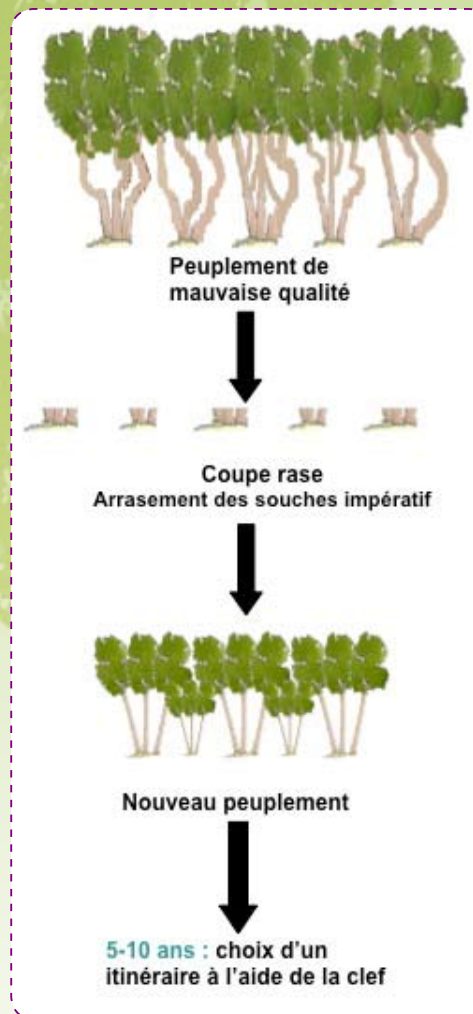 Peuplement de
mauvaise qualité
Coupe rase
Arrasement des souches impératif
Nouveau peuplement
5-10 ans : choix d'un
itinéraire à l'aide de la clef